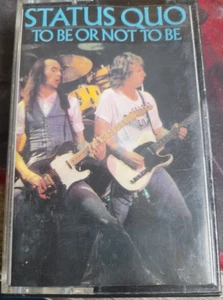 STATUS QUO
TO BE OR NOT TO BE